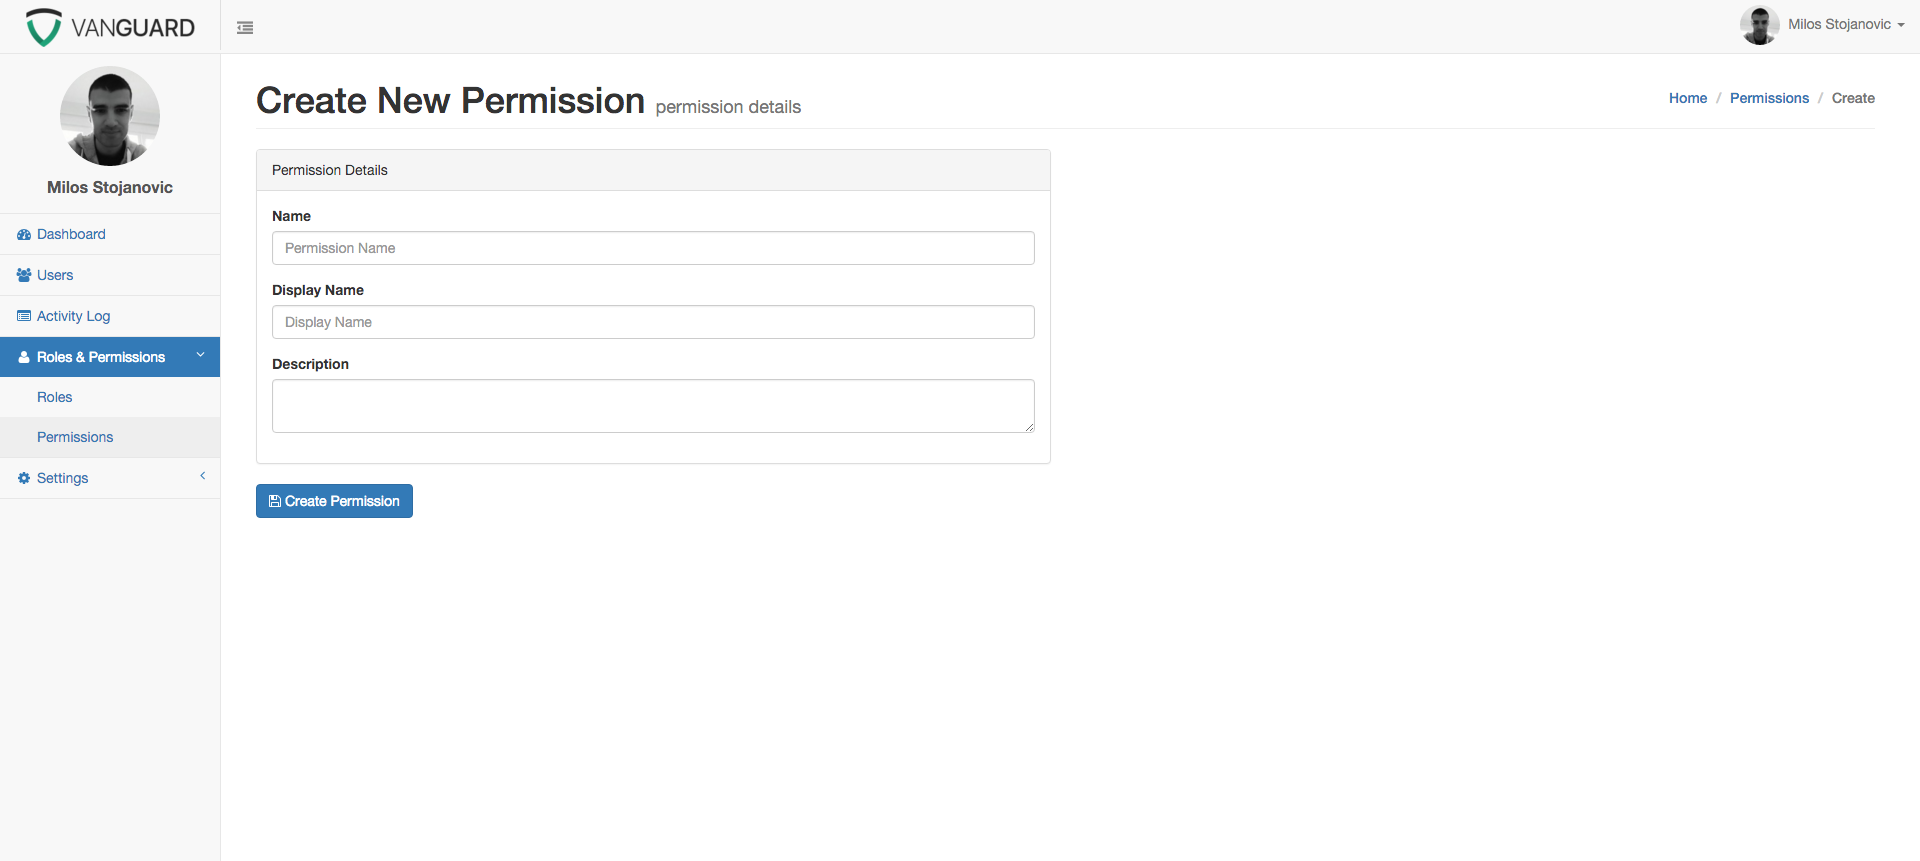 VANGUARD
Milos Stojanovic
Milos Stojanovic
Dashboard
Users
Activity Log
Roles & Permissions
Roles
Permissions
Settings
Create New Permission permission details
Home / Permissions / Create
Permission Details
Name
Permission Name
Display Name
Display Name
Description
Create Permission